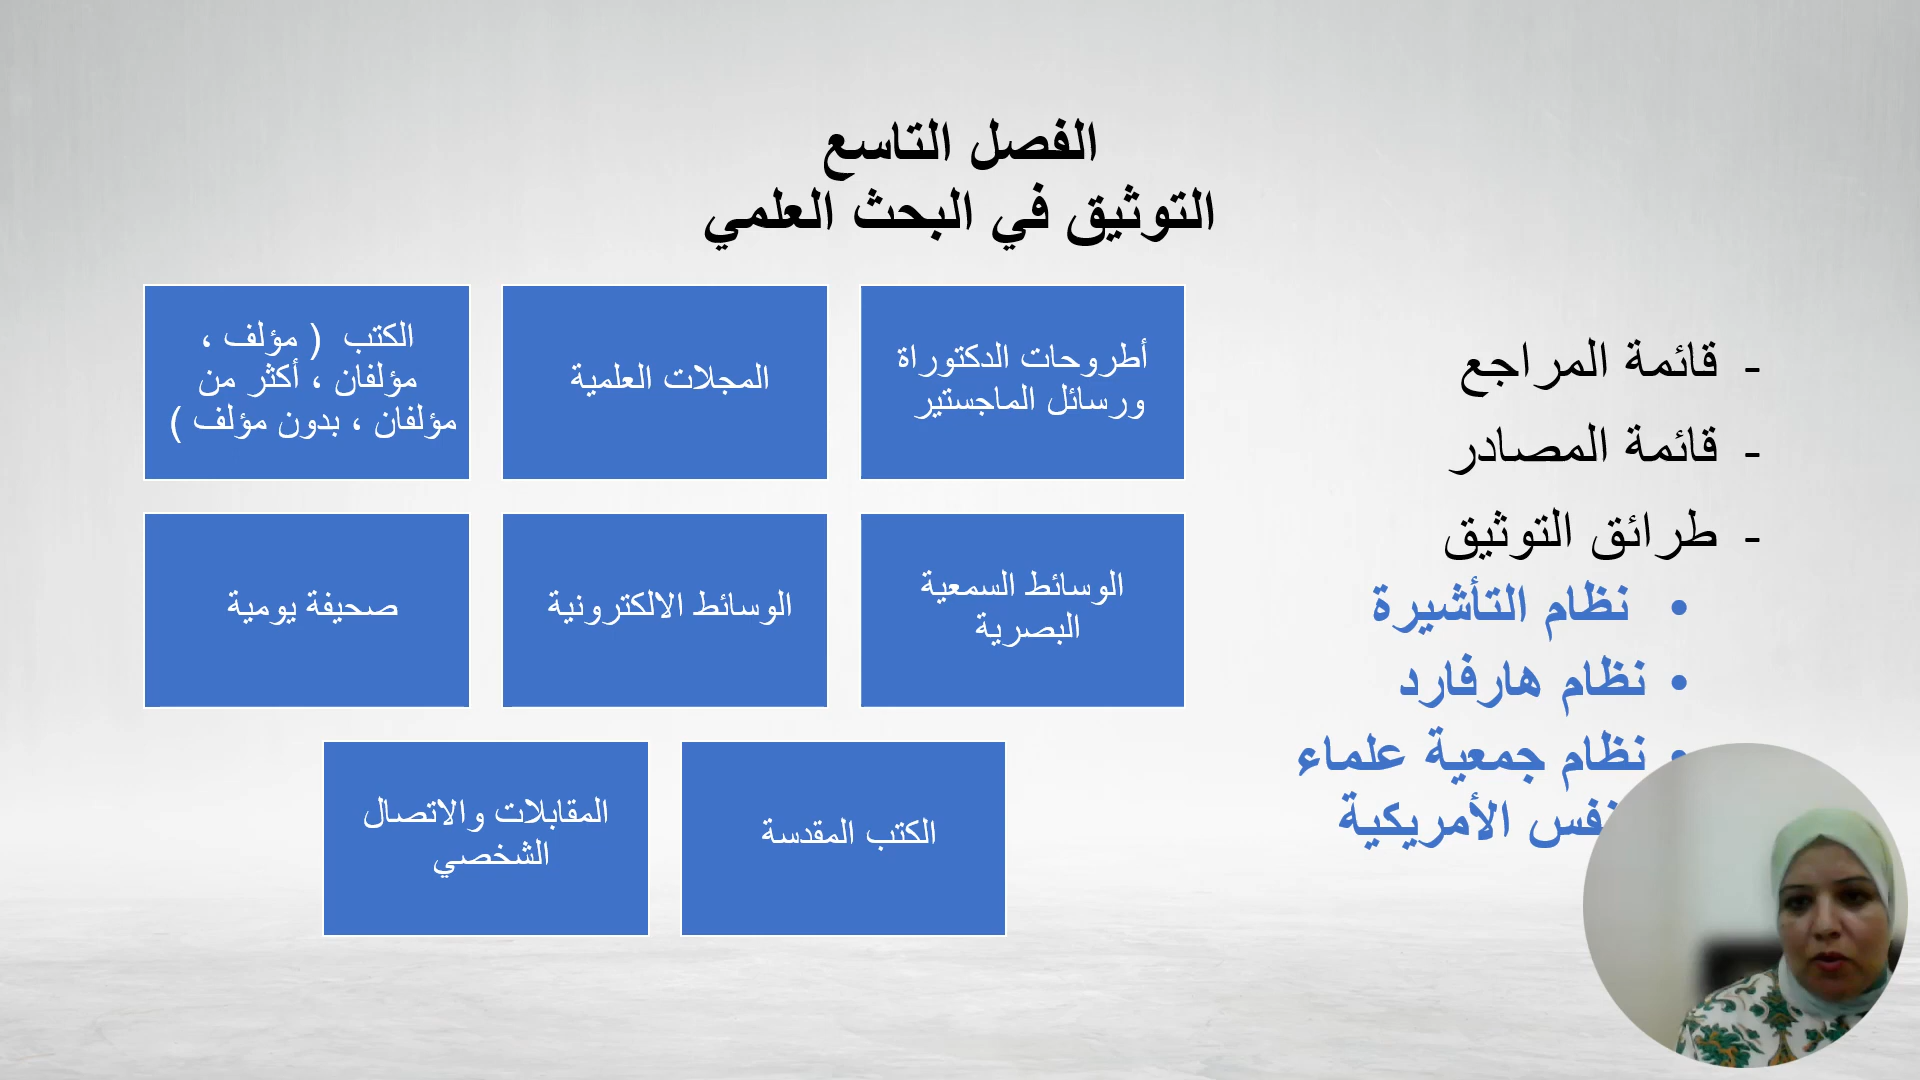 الفصل التاسع
التوثيق في البحث العلمي
- قائمة المراجع
- قائمة المصادر
- طرائق التوثيق
• نظام التأشيرة
• نظام هارفارد
• نظام جمعية علماء
الأمريكية
أطروحات الدكتوراة
ورسائل الماجستير
المجلات العلمية
الكتب ( مؤلف ،
مؤلفان ، أكثر من
مؤلفان ، بدون مؤلف )
الوسائط السمعية
البصرية
الوسائط الالكترونية
صحيفة يومية
الكتب المقدسة
المقابلات والاتصال
الشخصي